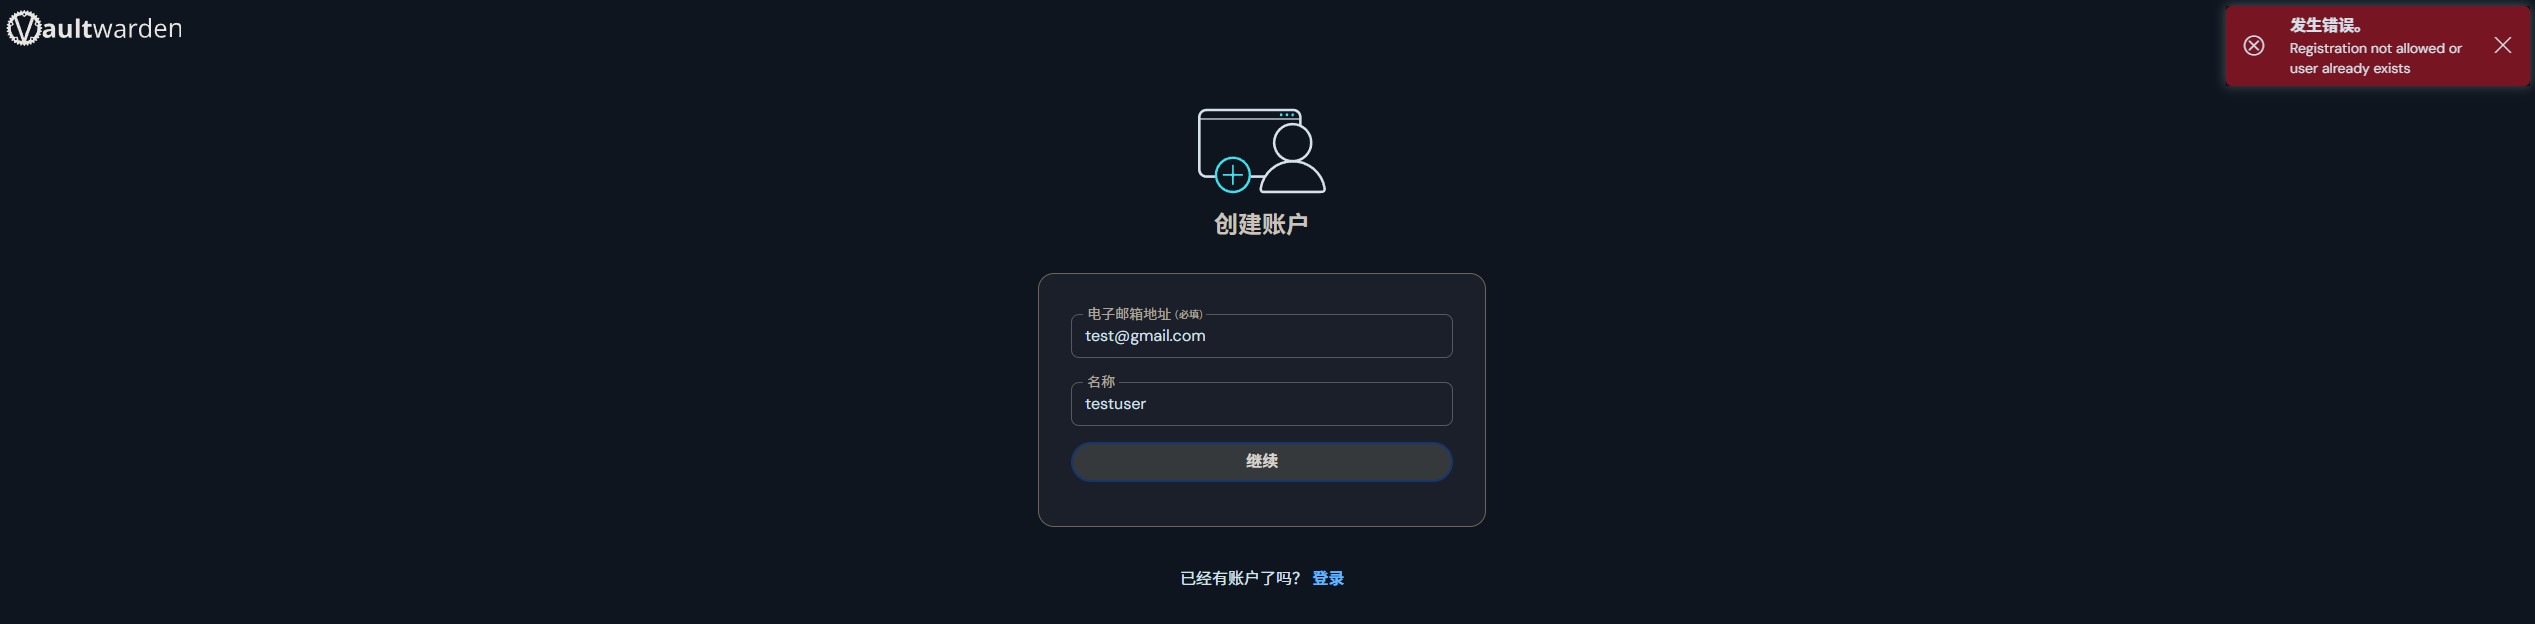 Vaultwarden
发生错误。
Registration not allowed or
user already exists
创建账户
电子邮箱地址 (必填)
test@gmail.com
名称
testuser
继续
已经有账户了吗? 登录